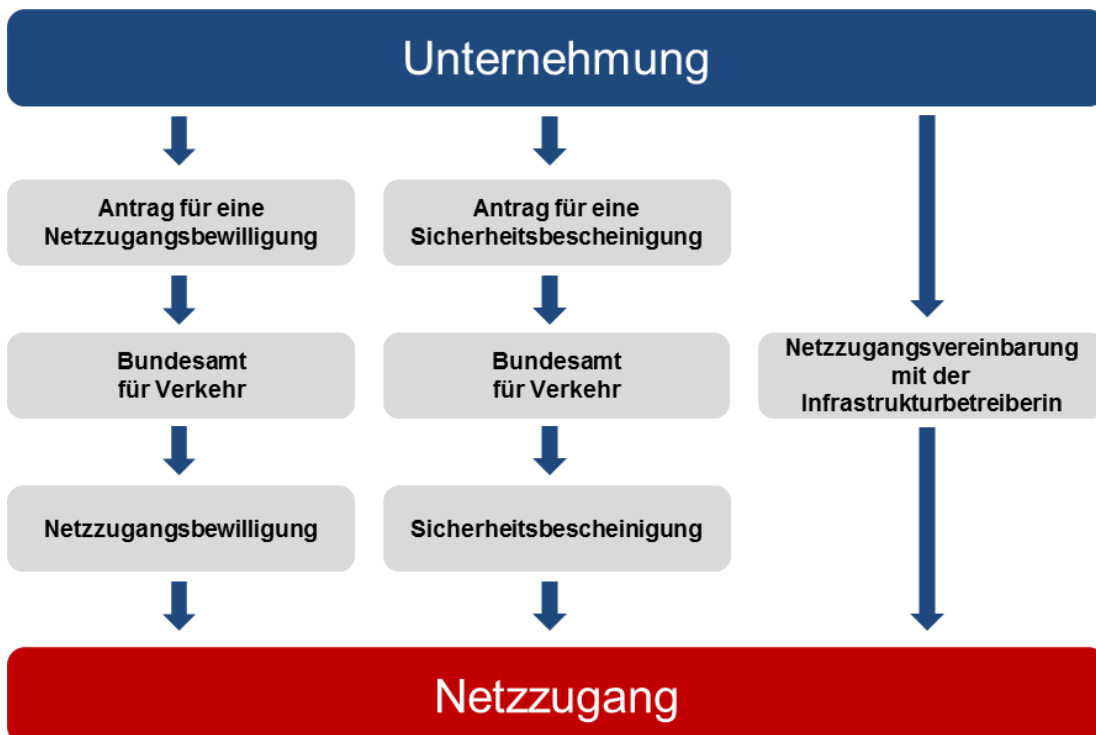 Unternehmung
Antrag für eine
Netzzugangsbewilligung
Antrag für eine
Sicherheitsbescheinigung
Bundesamt
für Verkehr
Bundesamt
für Verkehr
Netzzugangsvereinbarung
mit der
Infrastrukturbetreiberin
Netzzugangsbewilligung
Sicherheitsbescheinigung
Netzzugang